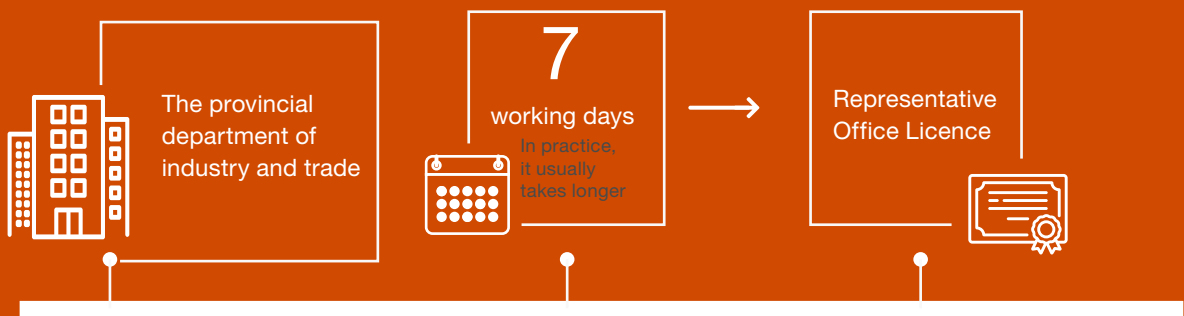 The provincial
department of
industry and trade
7
working days
In practice,
it usually
takes longer
Representative
Office Licence